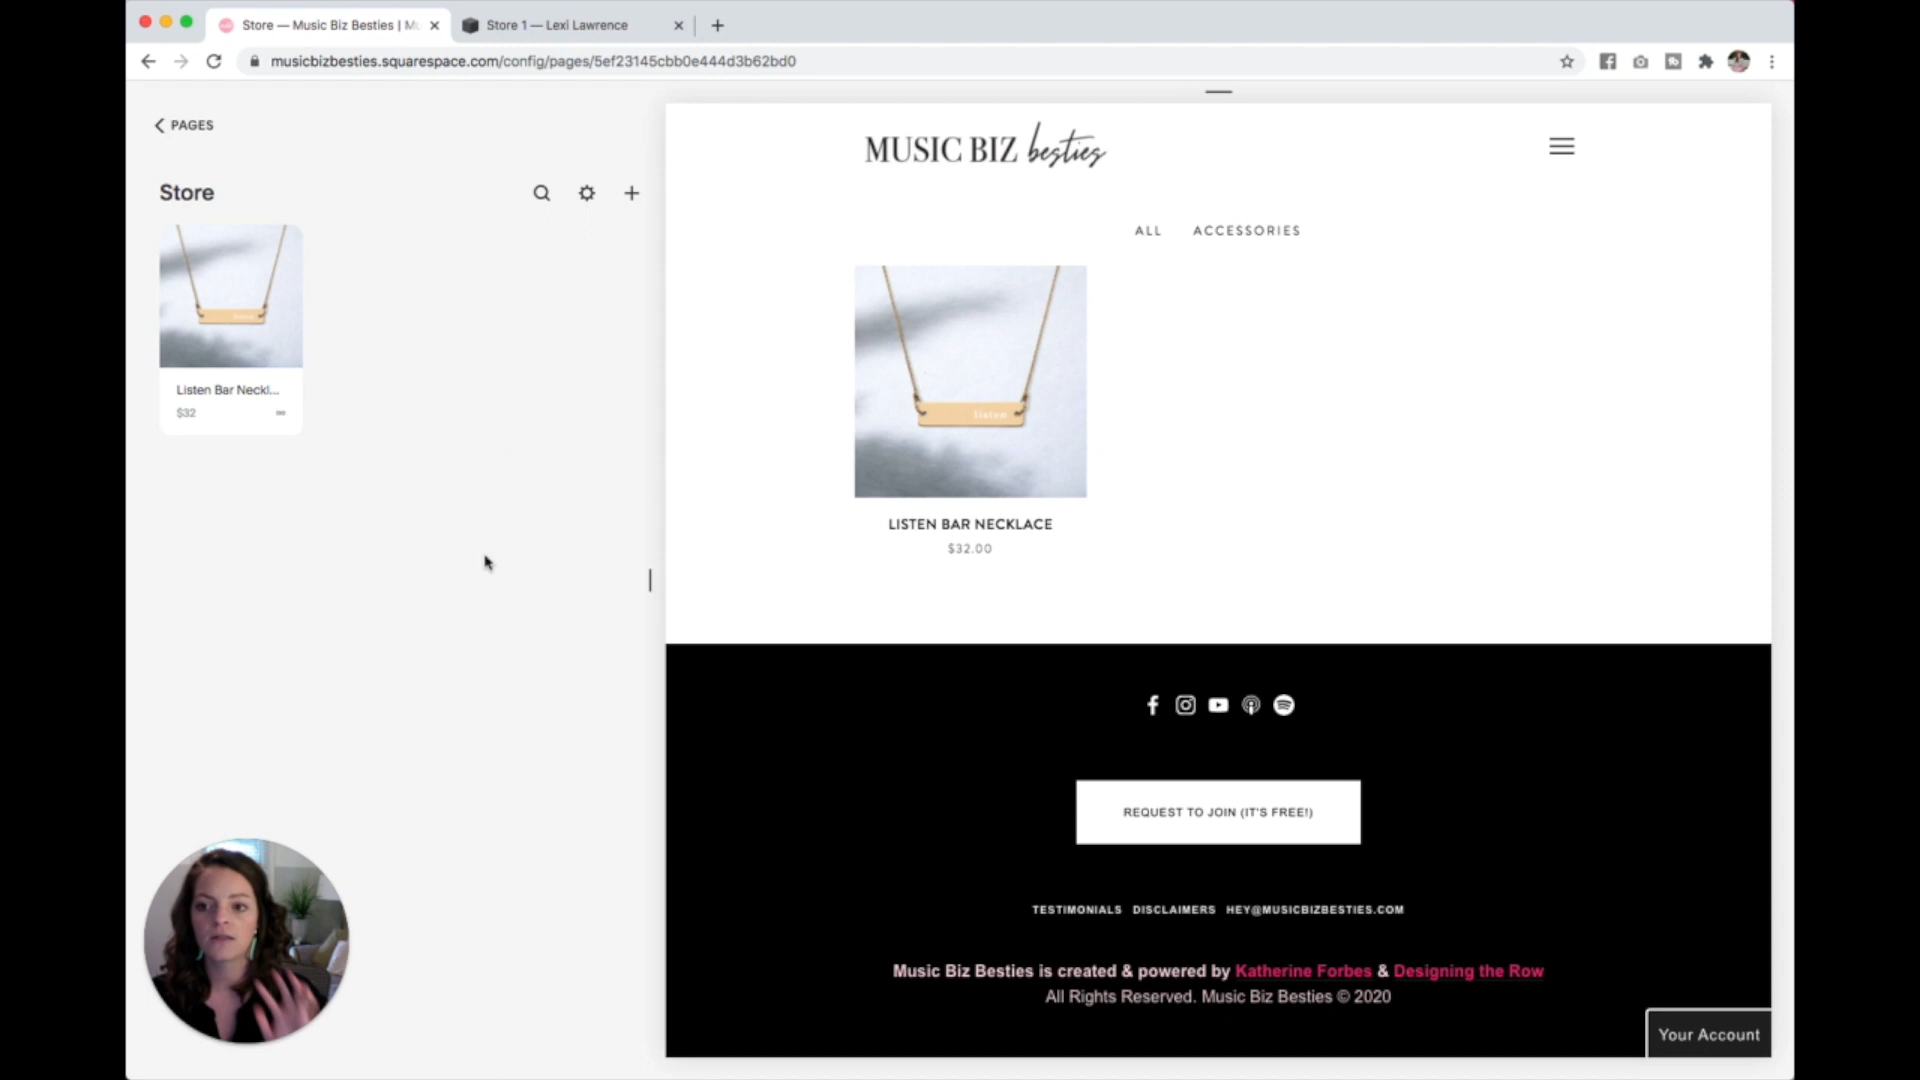 Store — Music Biz Besties | Mu
Store 1 — Lexi Lawrence
musicbizbesties.squarespace.com/config/pages/5ef23145cbb0e444d3b62bd0
PAGES
Store
Listen Bar Neckl...
$32
MUSIC BIZ besties
ALL ACCESSORIES
listen
LISTEN BAR NECKLACE
$32.00
REQUEST TO JOIN (IT'S FREE!)
TESTIMONIALS DISCLAIMERS HEY@MUSICBIZBESTIES.COM
Music Biz Besties is created & powered by Katherine Forbes & Designing the Row
All Rights Reserved. Music Biz Besties © 2020
Your Account